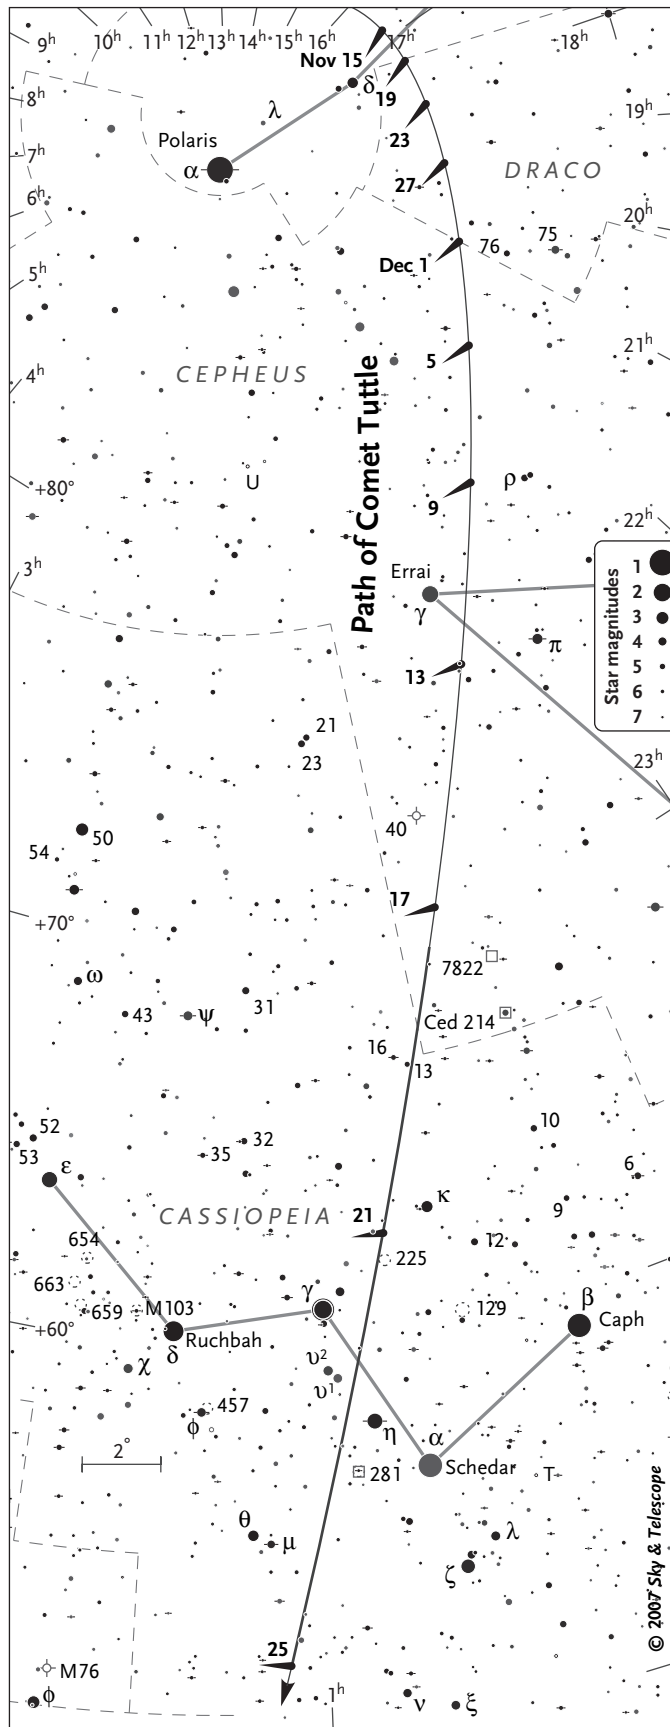 9h
10h
11h
12h
13h
14h
15h
16h
17h
18h
Nov 15
δ
19
8h
λ
19h
Polaris
23
7h
α
DRACO
27
6h
20h
76
75
Dec 1
5h
21h
5
CEPHEUS
4h
Path of Comet Tuttle
+80°
U
ρ
9
22h
3h
Errai
γ
Star magnitudes
1
2
3
4
5
6
7
π
13
21
23
23h
40
50
54
17
+70°
7822
ω
31
43
ψ
Ced 214
16
13
10
52
32
53
35
ε
6
κ
9
CASSIOPEIA
21
12
654
225
663
γ
659
M103
129
β
+60°
Ruchbah
Caph
δ
υ2
χ
υ1
457
ϕ
η
α
2°
281
Schedar
T
θ
μ
λ
ζ
25
M76
ϕ
1h
ν
ξ
© 2007 Sky & Telescope